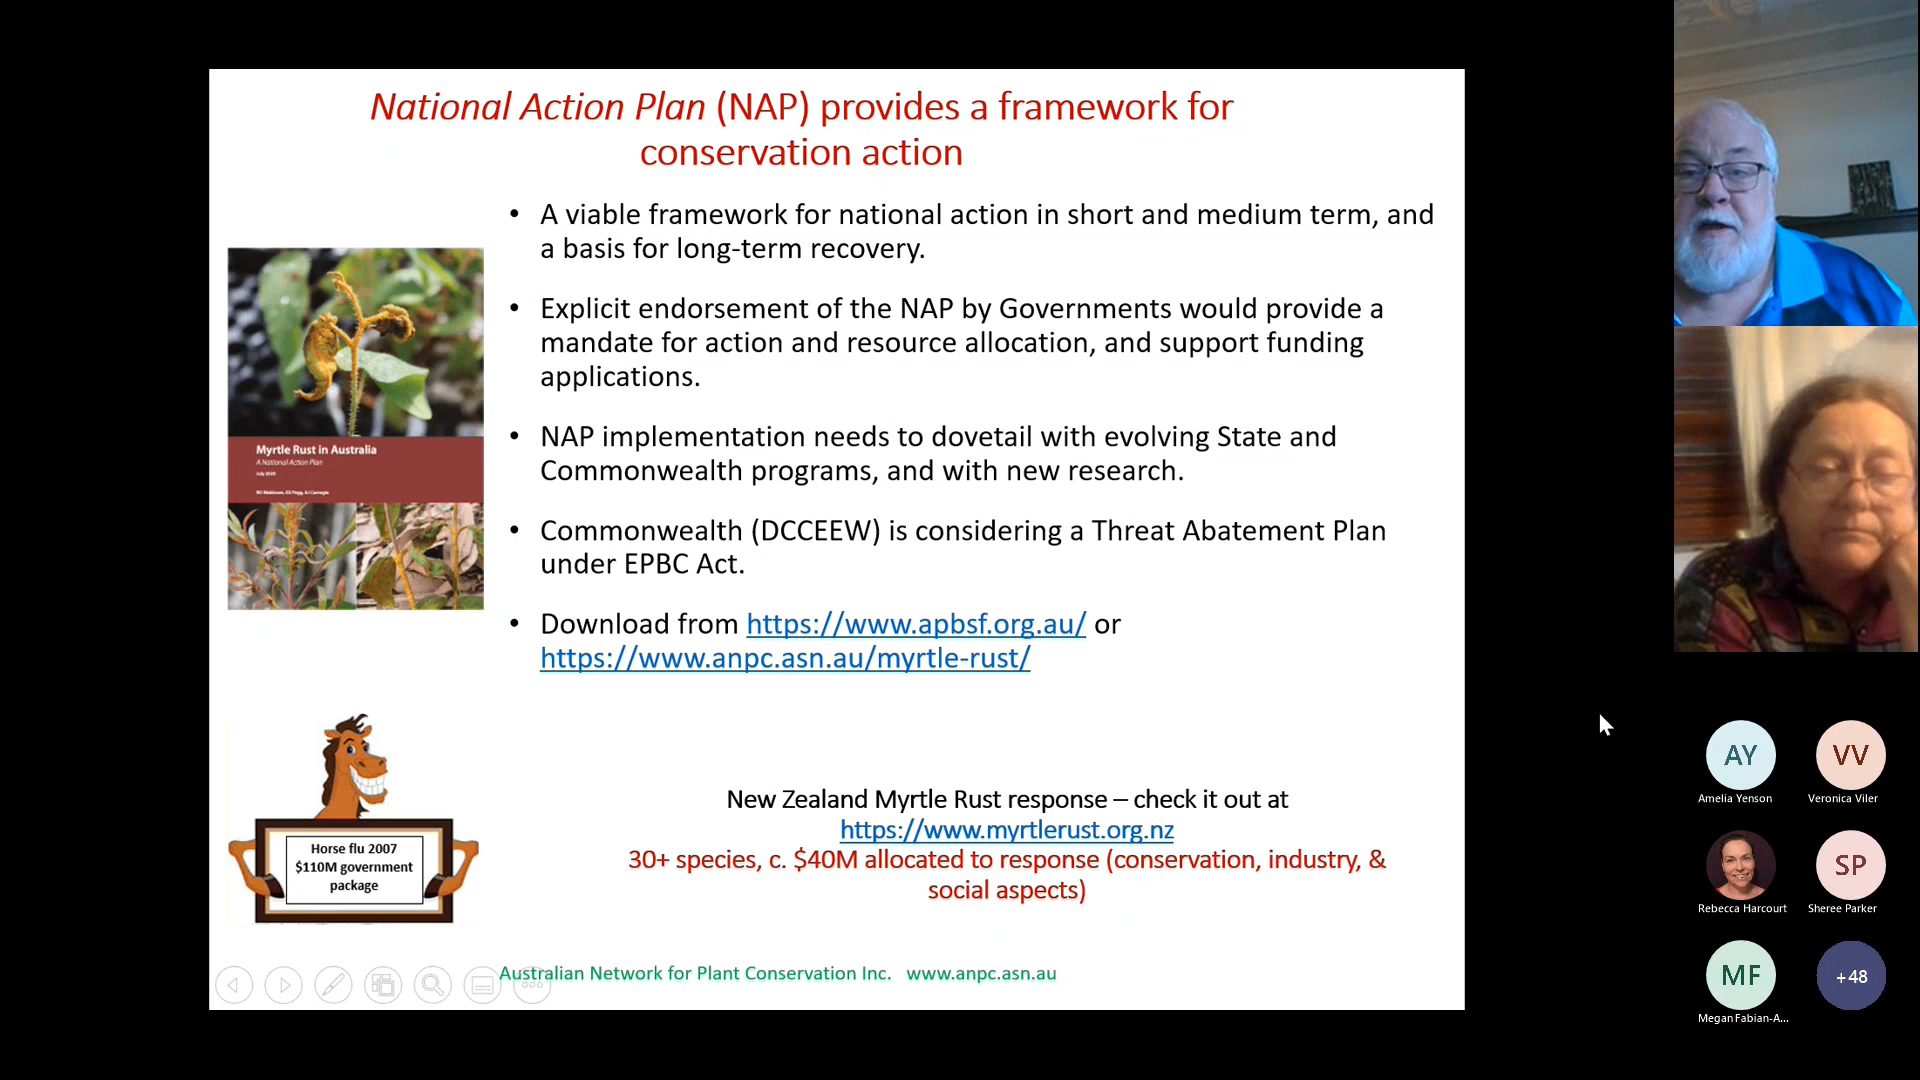 National Action Plan (NAP) provides a framework for
conservation action
• A viable framework for national action in short and medium term, and
a basis for long-term recovery.
• Explicit endorsement of the NAP by Governments would provide a
mandate for action and resource allocation, and support funding
applications.
• NAP implementation needs to dovetail with evolving State and
Commonwealth programs, and with new research.
• Commonwealth (DCCEEW) is considering a Threat Abatement Plan
under EPBC Act.
• Download from https://www.apbsf.org.au/ or
https://www.anpc.asn.au/myrtle-rust/
Myrtle Rust in Australia
A National Action Plan
July 2020
Horse flu 2007
$110M government
package
New Zealand Myrtle Rust response – check it out at
https://www.myrtlerust.org.nz
30+ species, c. $40M allocated to response (conservation, industry, &
social aspects)
Australian Network for Plant Conservation Inc. www.anpc.asn.au
AY
Amelia Yenson
VV
Veronica Viler
Rebecca Harcourt
SP
Sheree Parker
MF
Megan Fabian-A...
+48